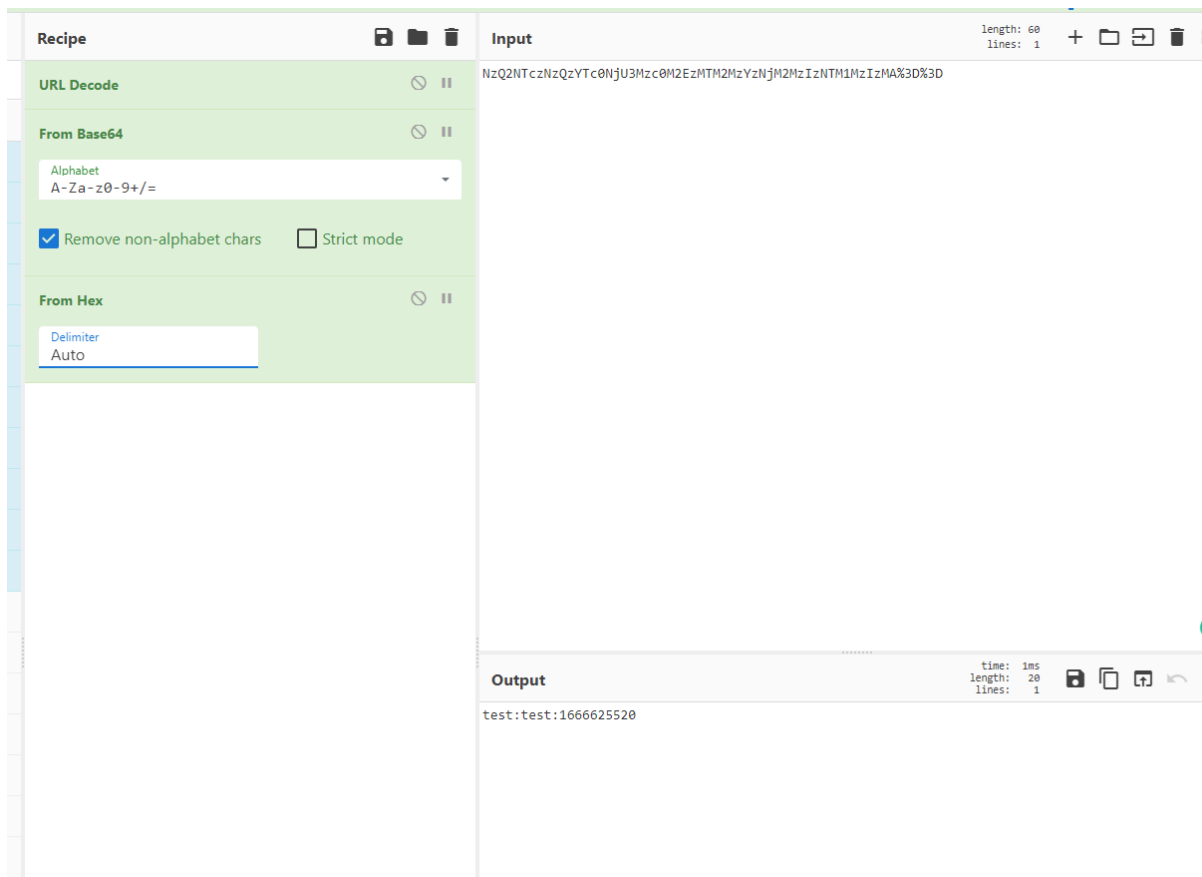 Recipe
URL Decode
From Base64
Alphabet
A-Za-z0-9+/=
Remove non-alphabet chars
Strict mode
From Hex
Delimiter
Auto
Input
length: 60
lines: 1
NzQ2NTczNzQzYTc0NjU3Mzc0M2EzMTM2MzYzNjM2MzIzNTM1MzIzMA%3D%3D
Output
time: 1ms
length: 20
lines: 1
test:test:1666625520